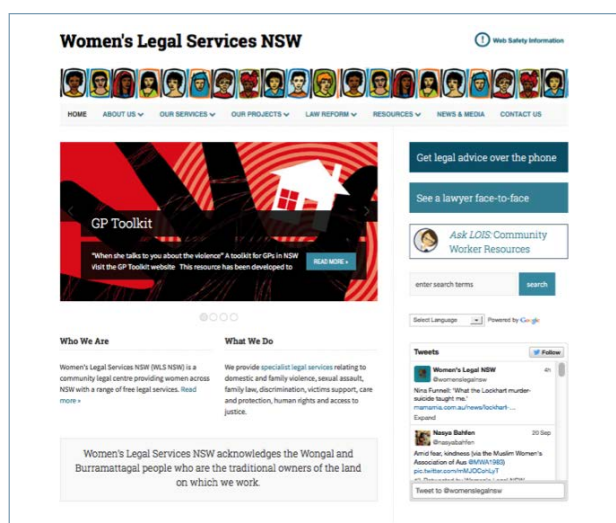 Women's Legal Services NSW
Web Safety Information
HOME ABOUT US OUR SERVICES OUR PROJECTS LAW REFORM RESOURCES NEWS & MEDIA CONTACT US
GP Toolkit
"When she talks to you about the violence" A toolkit for GPs in NSW
Visit the GP Toolkit website This resource has been developed to
READ MORE »
Who We Are
Women's Legal Services NSW (WLS NSW) is a
community legal centre providing women across
NSW with a range of free legal services. Read
more »
What We Do
We provide specialist legal services relating to
domestic and family violence, sexual assault,
family law, discrimination, victims support, care
and protection, human rights and access to
justice.
Women's Legal Services NSW acknowledges the Wongal and
Burramattagal people who are the traditional owners of the land
on which we work.
Get legal advice over the phone
See a lawyer face-to-face
Ask LOIS: Community
Worker Resources
enter search terms
search
Select Language
Powered by Google
Tweets
Follow
Women's Legal NSW 4h
@womenslegalnsw
Nina Funnell: 'What the Lockhart murder-
suicide taught me.'
mamamia.com.au/news/lockhart-...
Expand
Nasya Bahfen 20 Sep
@nasyabahfen
Amid fear, kindness (via the Muslim Women's
Association of Aus @MWA1983)
Tweet to @womenslegalnsw